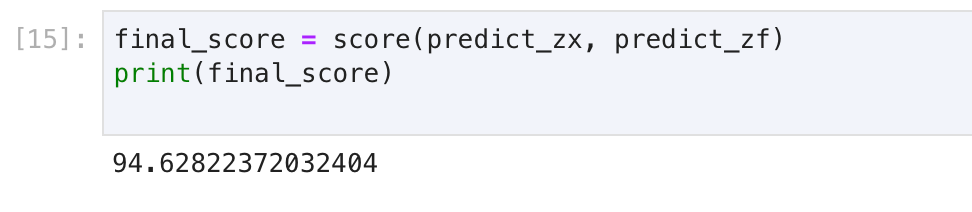 [15]: final_score = score(predict_zx, predict_zf)
print(final_score)
94.62822372032404